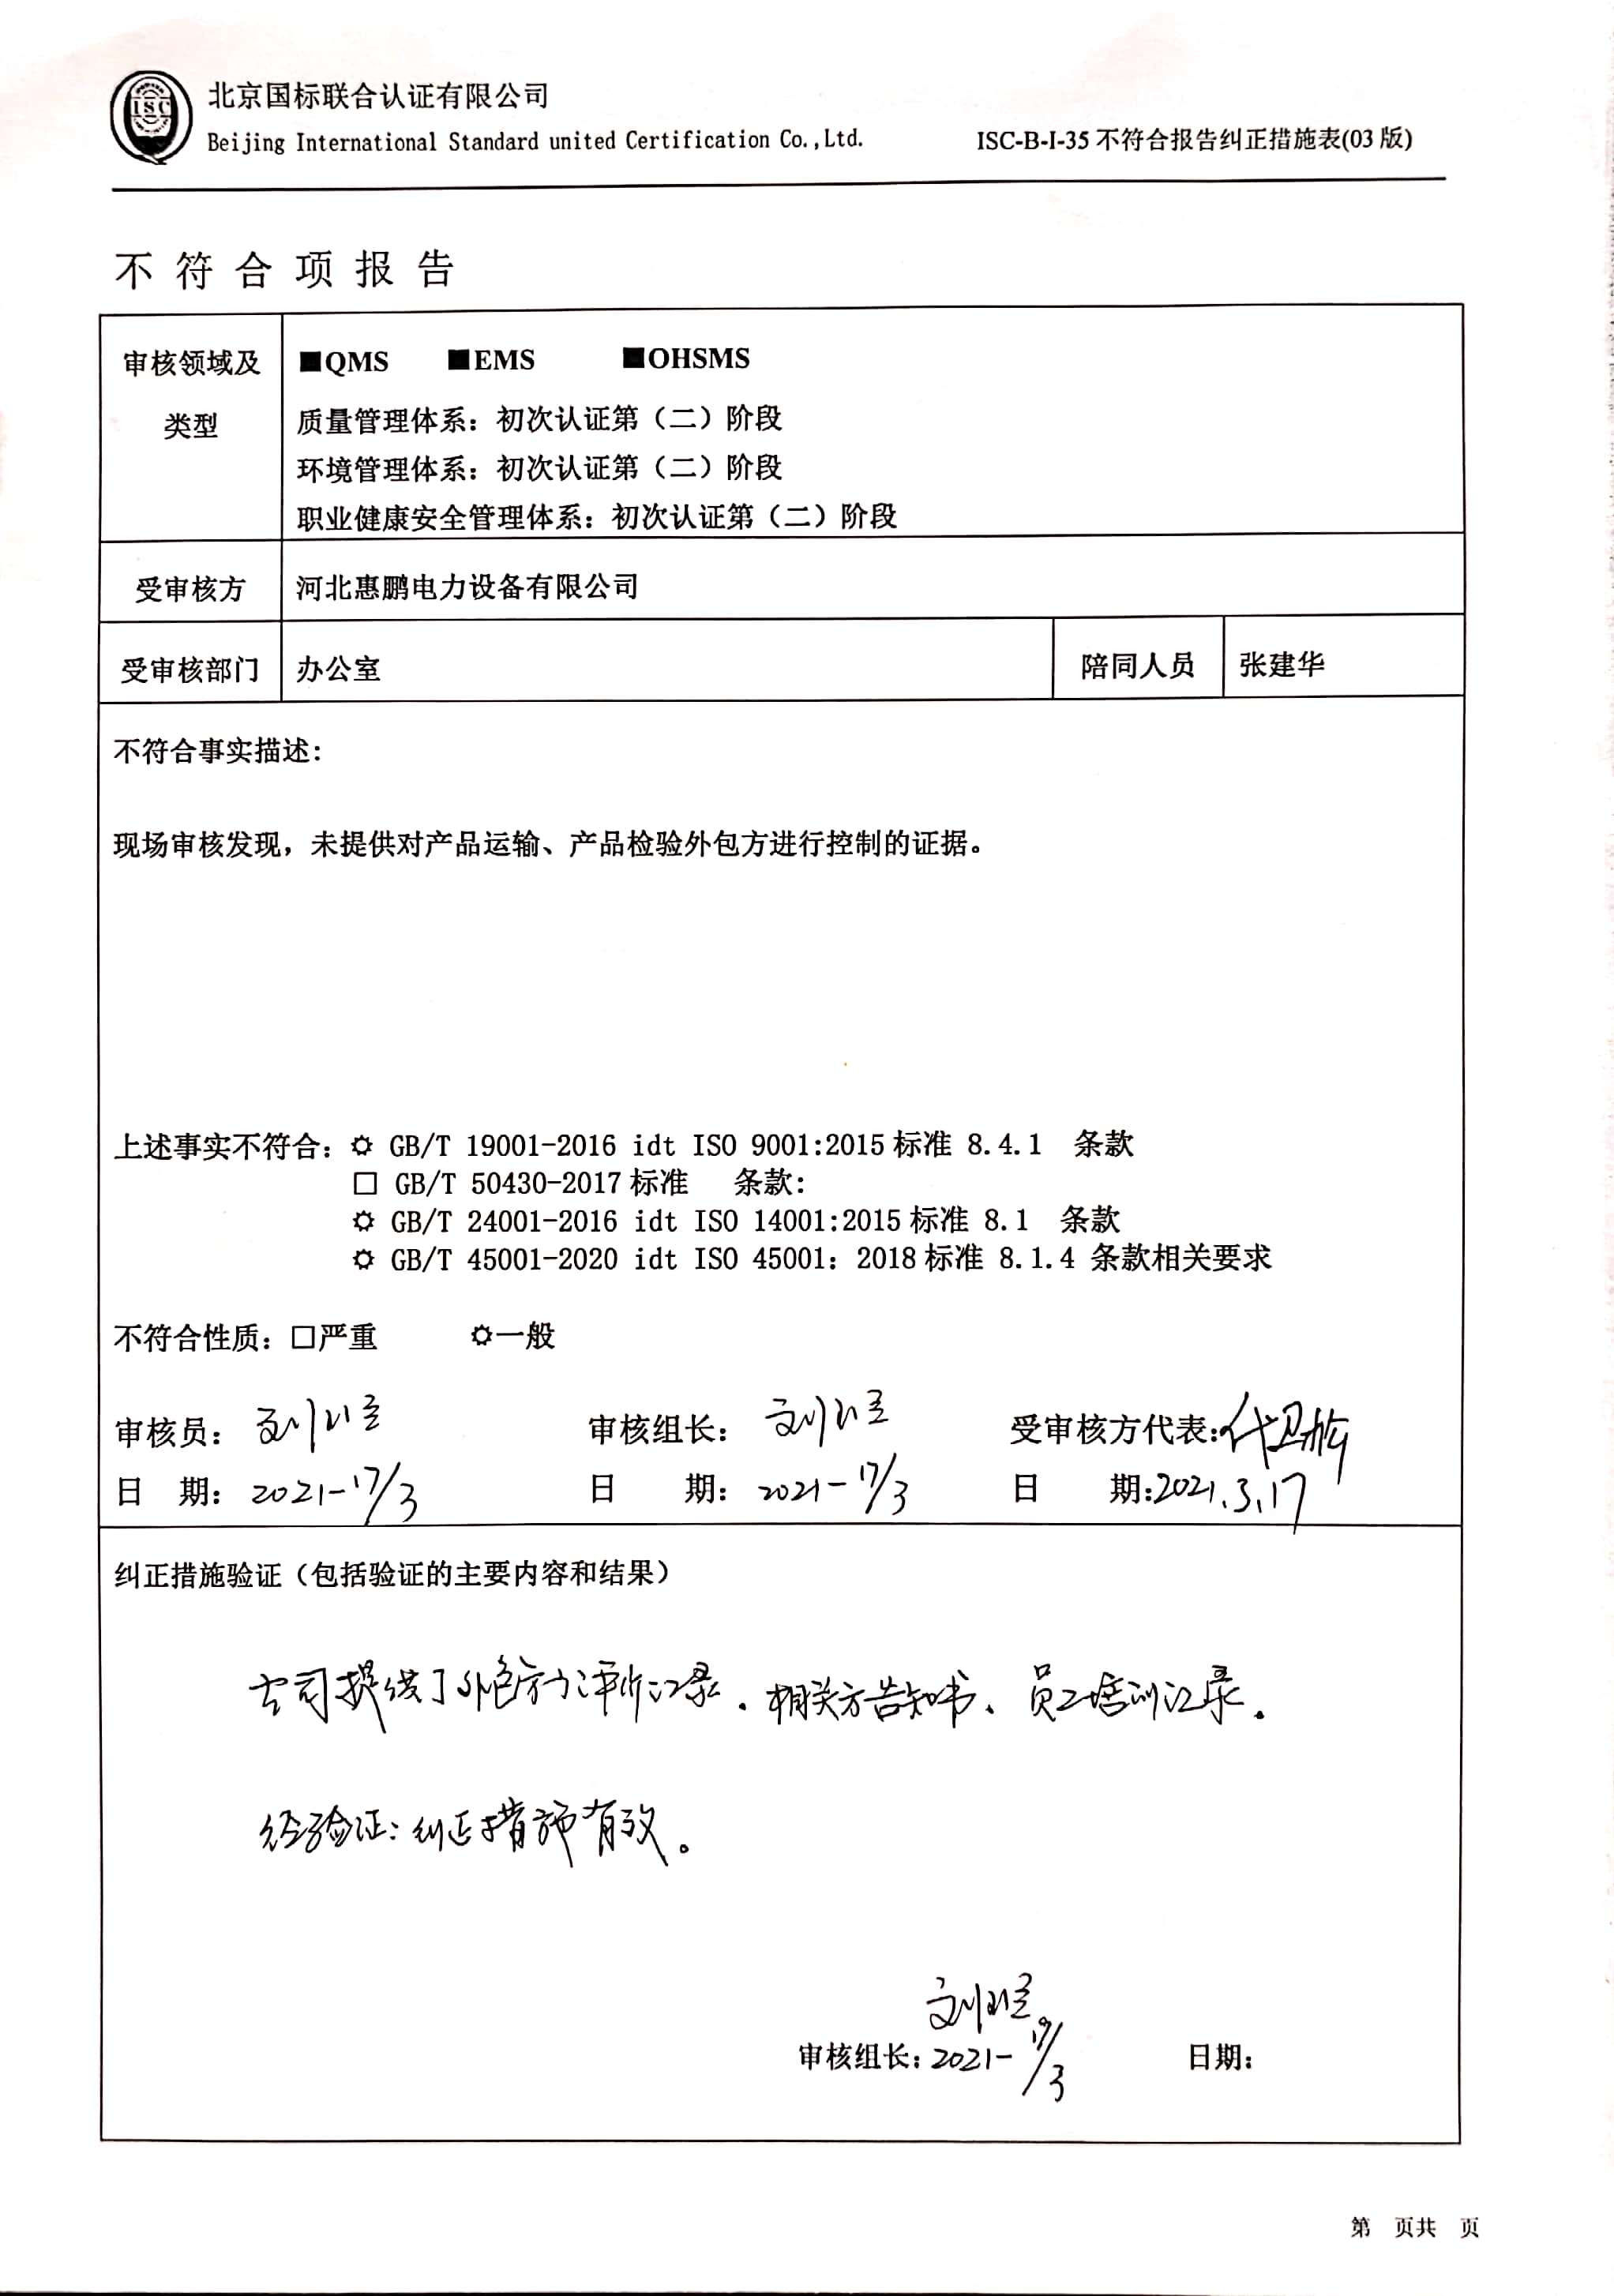 ISC
北京国标联合认证有限公司
Beijing International Standard united Certification Co.,Ltd.
ISC-B-I-35 不符合报告纠正措施表(03 版)
不符合项报告
审核领域及类型
■QMS ■EMS ■OHSMS
质量管理体系：初次认证第（二）阶段
环境管理体系：初次认证第（二）阶段
职业健康安全管理体系：初次认证第（二）阶段
受审核方 河北惠鹏电力设备有限公司
受审核部门 办公室 陪同人员 张建华
不符合事实描述：
现场审核发现，未提供对产品运输、产品检验外包方进行控制的证据。
上述事实不符合：✡ GB/T 19001-2016 idt ISO 9001:2015 标准 8.4.1 条款
□ GB/T 50430-2017 标准 条款：
✡ GB/T 24001-2016 idt ISO 14001:2015 标准 8.1 条款
✡ GB/T 45001-2020 idt ISO 45001：2018 标准 8.1.4 条款相关要求
不符合性质：□严重 ✡一般
审核员： 审核组长： 受审核方代表：
日 期：2021-17/3 日 期：2021-17/3 日 期:2021.3.17
纠正措施验证（包括验证的主要内容和结果）
公司提供了外包方评价记录、相关方告知书、员工培训记录。
经验证：纠正措施有效。
审核组长：2021-17/3 日期：
第 页共 页